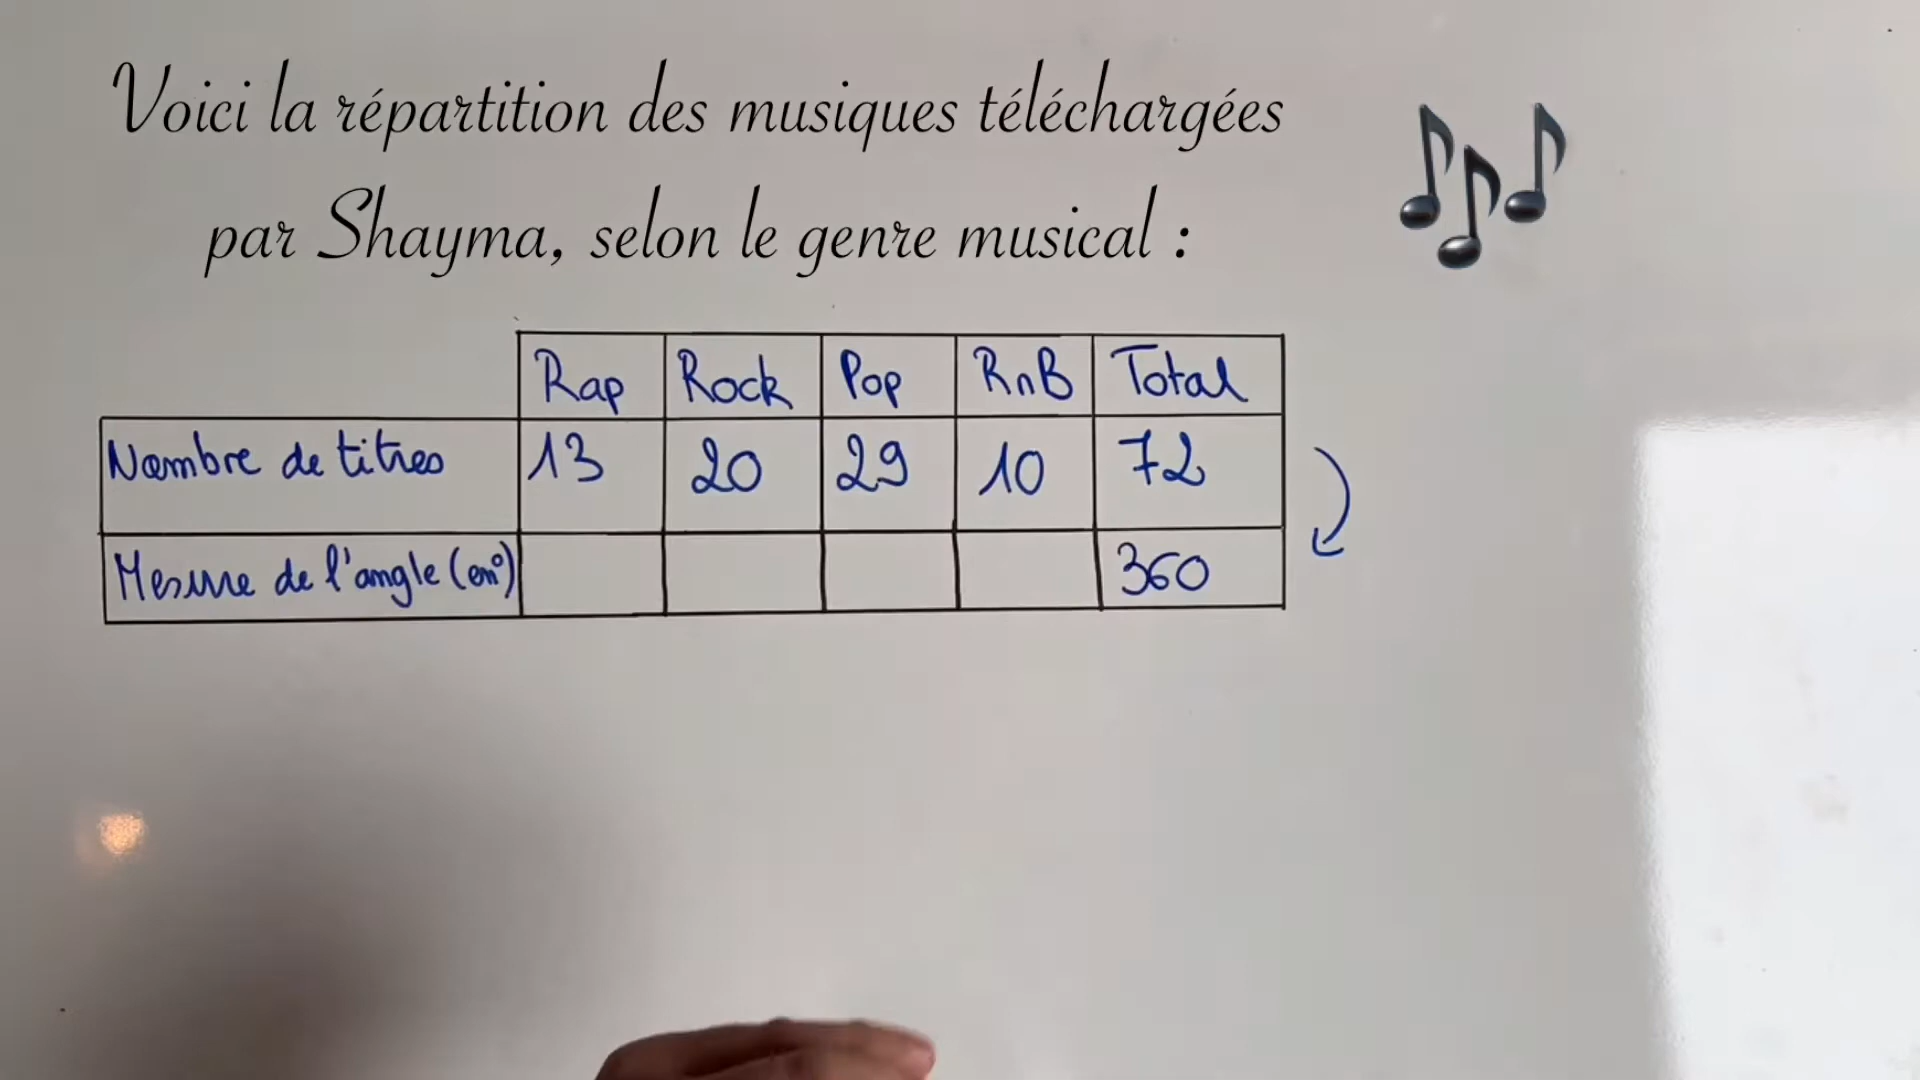 Voici la répartition des musiques téléchargées
par Shayma, selon le genre musical :
Rap Rock Pop RnB Total
Nombre de titres 13 20 29 10 72
Mesure de l'angle (en°) 360